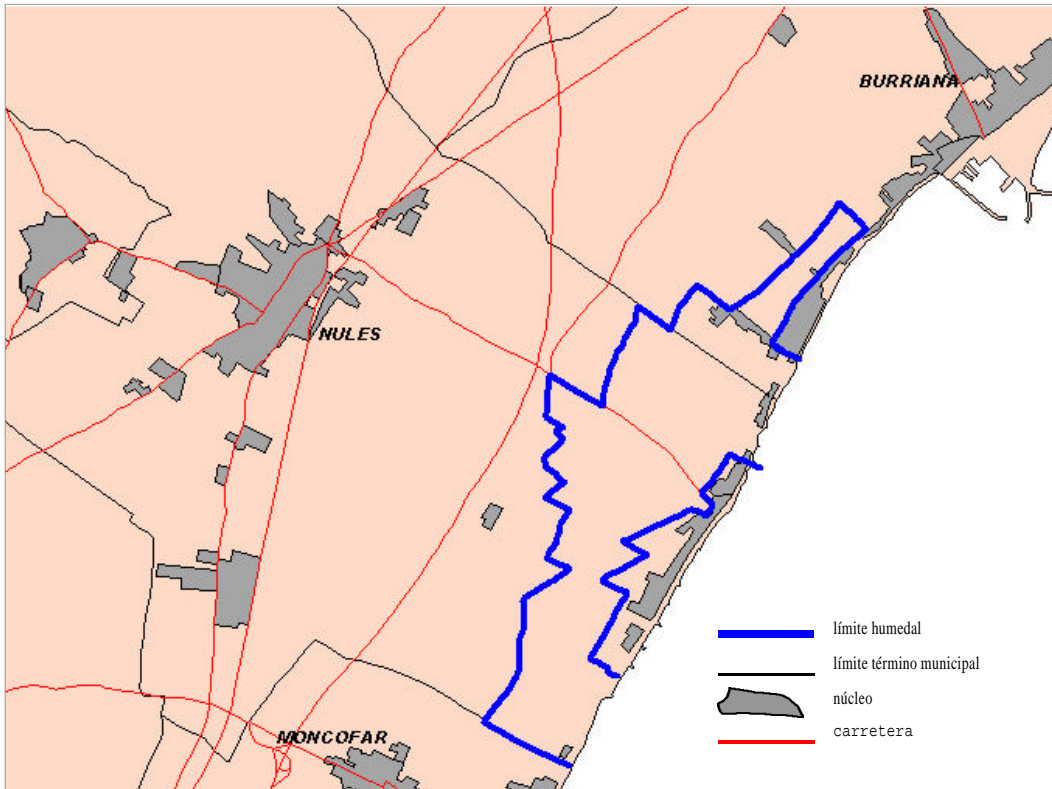 BURRIANA
NULES
MONCOFAR
límite humedal
límite término municipal
núcleo
carretera